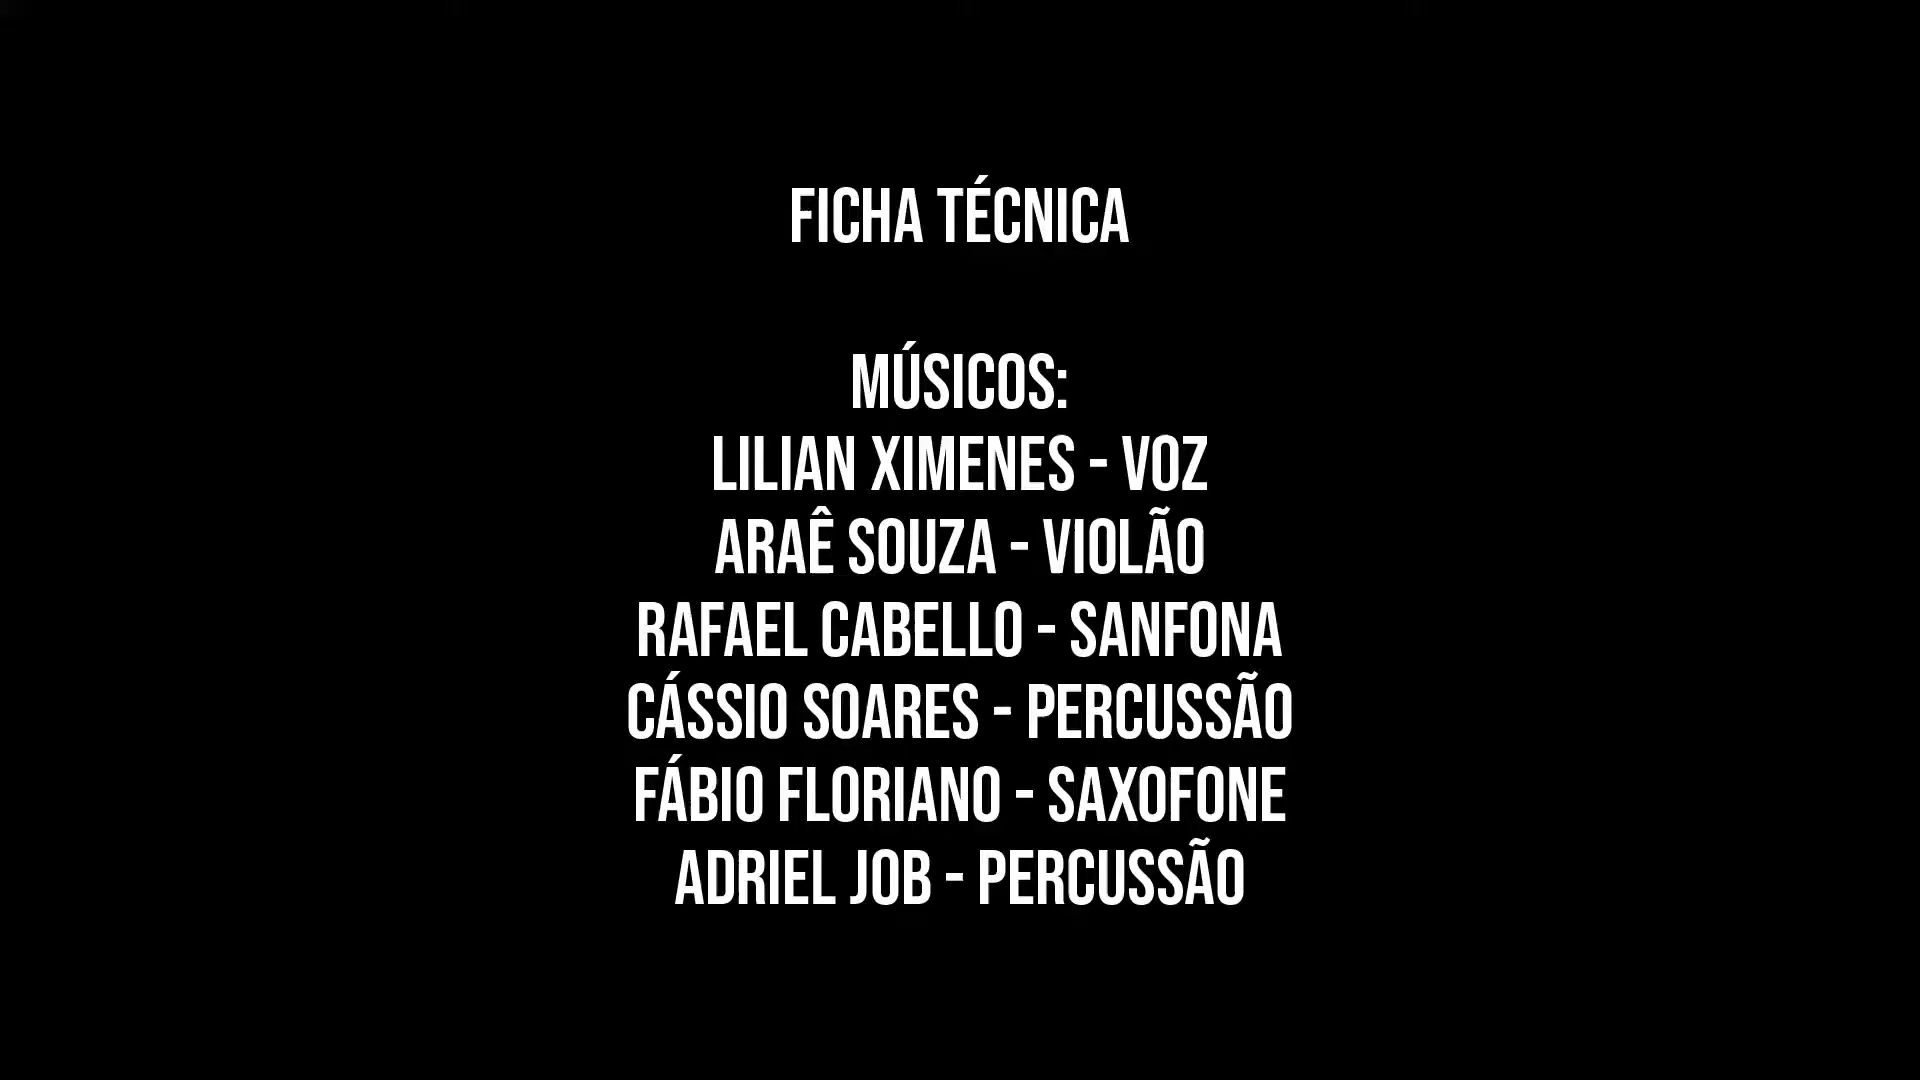 FICHA TÉCNICA
MÚSICOS:
LILIAN XIMENES - VOZ
ARAÊ SOUZA - VIOLÃO
RAFAEL CABELLO - SANFONA
CÁSSIO SOARES - PERCUSSÃO
FÁBIO FLORIANO - SAXOFONE
ADRIEL JOB - PERCUSSÃO